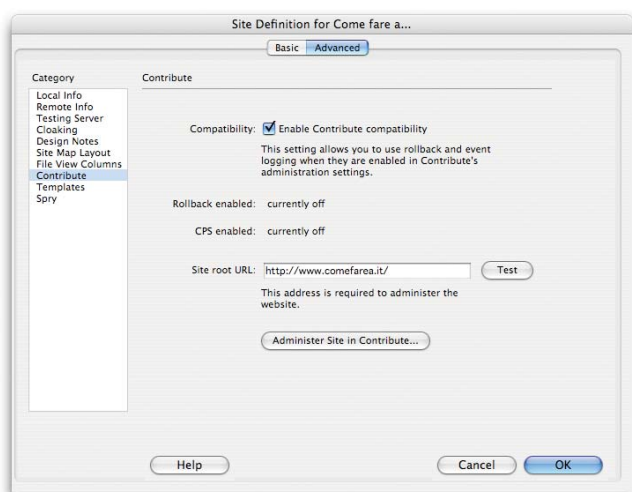 Site Definition for Come fare a...
Basic Advanced
Category
Local Info
Remote Info
Testing Server
Cloaking
Design Notes
Site Map Layout
File View Columns
Contribute
Templates
Spry
Contribute
Compatibility: Enable Contribute compatibility
This setting allows you to use rollback and event
logging when they are enabled in Contribute's
administration settings.
Rollback enabled: currently off
CPS enabled: currently off
Site root URL: http://www.comefarea.it/ Test
This address is required to administer the
website.
Administer Site in Contribute...
Help Cancel OK